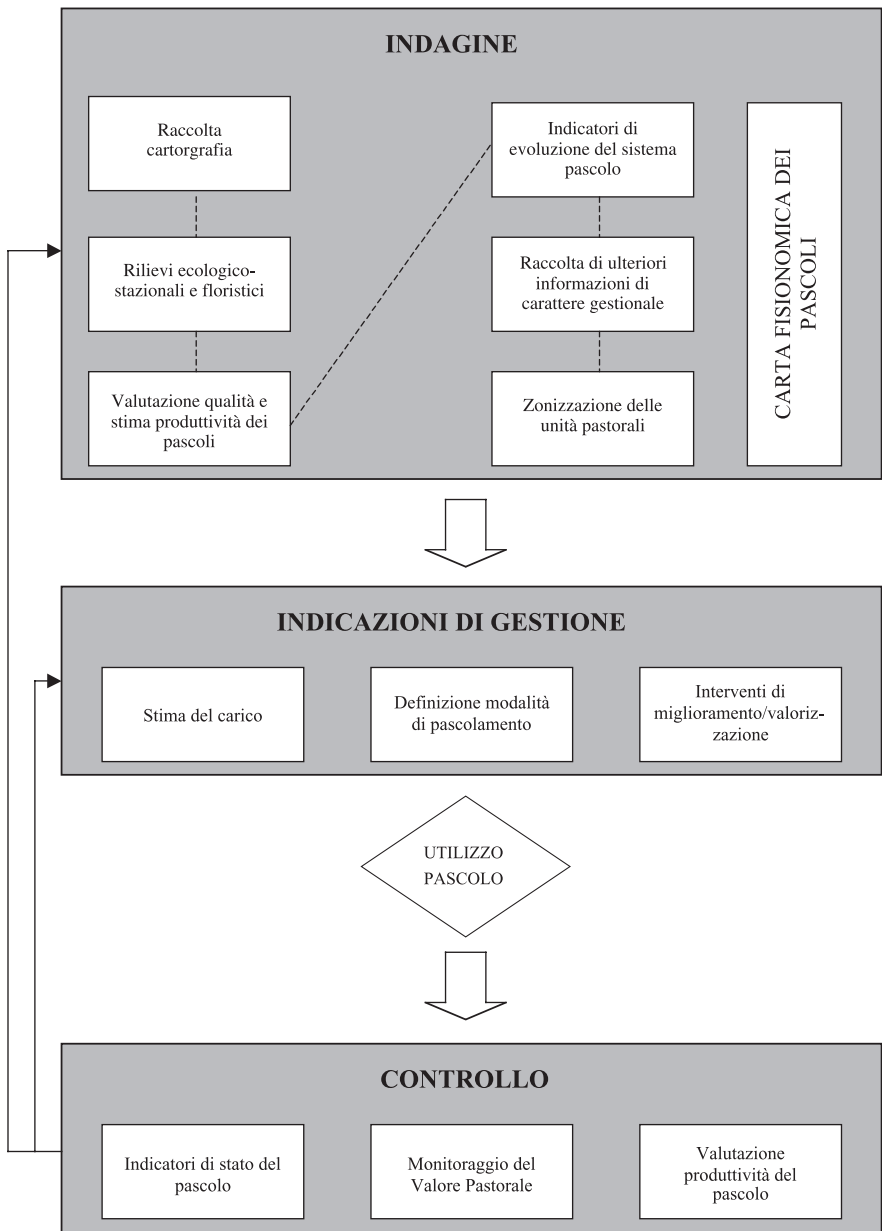 INDAGINE
Raccolta
cartorgrafia
Rilievi ecologico-
stazionali e floristici
Valutazione qualità e
stima produttività dei
pascoli
Indicatori di
evoluzione del sistema
pascolo
Raccolta di ulteriori
informazioni di
carattere gestionale
Zonizzazione delle
unità pastorali
CARTA FISIONOMICA DEI
PASCOLI
INDICAZIONI DI GESTIONE
Stima del carico
Definizione modalità
di pascolamento
Interventi di
miglioramento/valoriz-
zazione
UTILIZZO
PASCOLO
CONTROLLO
Indicatori di stato del
pascolo
Monitoraggio del
Valore Pastorale
Valutazione
produttività del
pascolo